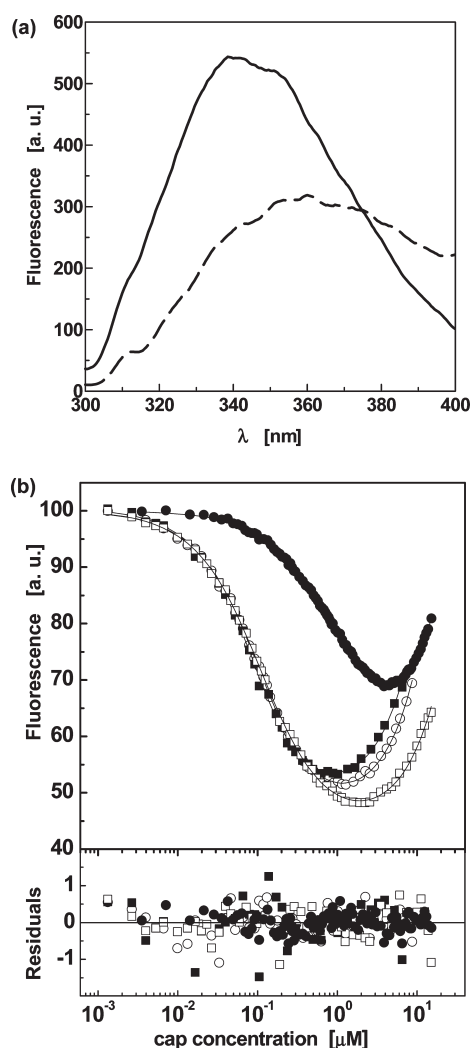 (a)
600
500
400
300
200
100
0
Fluorescence [a. u.]
300 320 340 360 380 400
λ [nm]
(b)
100
90
80
70
60
50
40
Fluorescence [a. u.]
1
0
-1
Residuals
10⁻³ 10⁻² 10⁻¹ 10⁰ 10¹
cap concentration [μM]